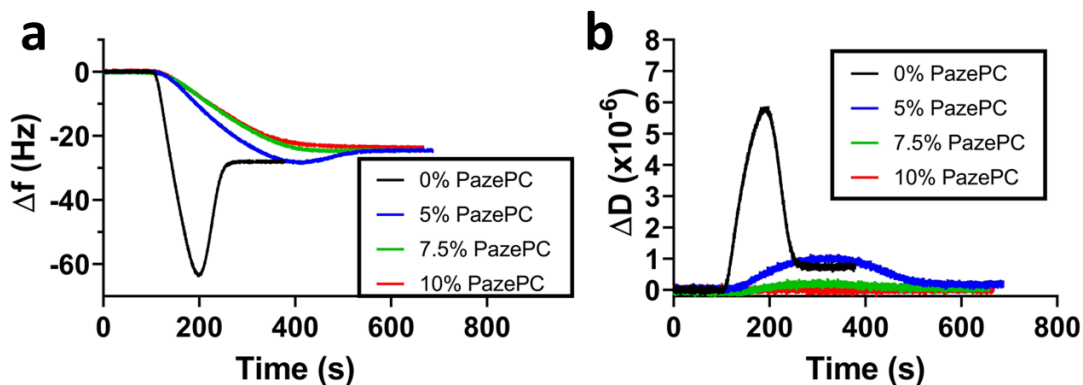 a
Δf (Hz)
0
-20
-40
-60
0 200 400 600 800
Time (s)
0% PazePC
5% PazePC
7.5% PazePC
10% PazePC
b
ΔD (x10⁻⁶)
8
7
6
5
4
3
2
1
0
0 200 400 600 800
Time (s)
0% PazePC
5% PazePC
7.5% PazePC
10% PazePC